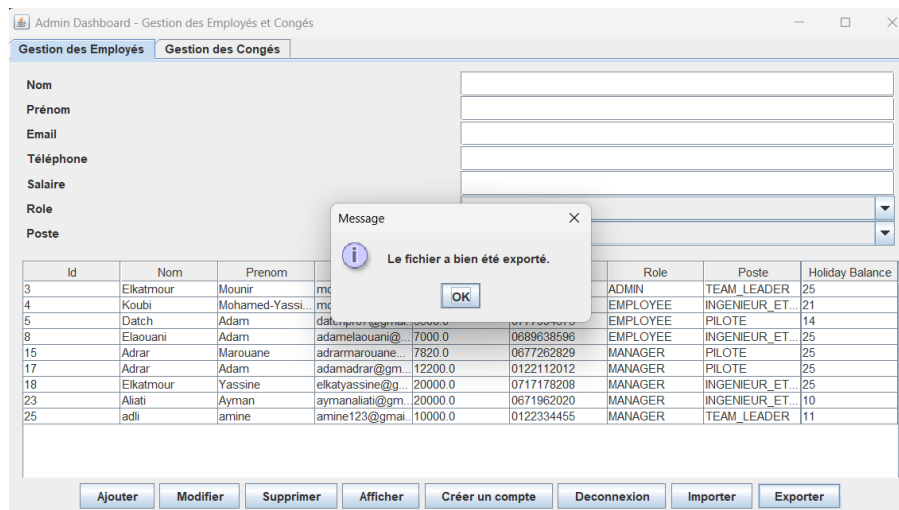 Admin Dashboard - Gestion des Employés et Congés
Gestion des Employés Gestion des Congés
Nom
Prénom
Email
Téléphone
Salaire
Role
Poste
Message
Le fichier a bien été exporté.
OK
Id Nom Prenom Role Poste Holiday Balance
3 Elkatmour Mounir ADMIN TEAM_LEADER 25
4 Koubi Mohamed-Yassi... EMPLOYEE INGENIEUR_ET... 21
5 Datch Adam EMPLOYEE PILOTE 14
8 Elaouani Adam adamelaouani@... 7000.0 0689638596 EMPLOYEE INGENIEUR_ET... 25
15 Adrar Marouane adrarmarouane... 7820.0 0677262829 MANAGER PILOTE 25
17 Adrar Adam adamadrar@gm... 12200.0 0122112012 MANAGER PILOTE 25
18 Elkatmour Yassine elkatyassine@g... 20000.0 0717178208 MANAGER INGENIEUR_ET... 25
23 Aliati Ayman aymanaliati@gm... 20000.0 0671962020 MANAGER INGENIEUR_ET... 10
25 adli amine amine123@gmai... 10000.0 0122334455 MANAGER TEAM_LEADER 11
Ajouter Modifier Supprimer Afficher Créer un compte Deconnexion Importer Exporter